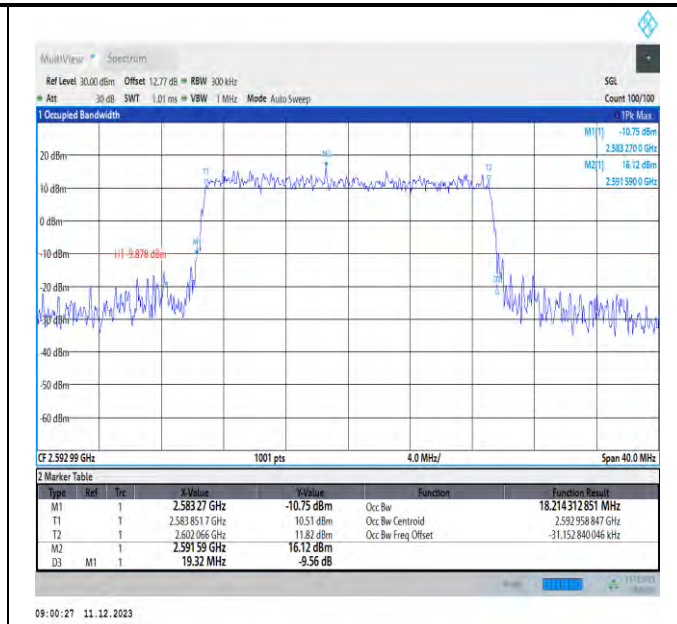 MultiView Spectrum
Ref Level 30.00 dBm Offset 12.77 dB RBW 300 kHz SGL
Att 30 dB SWT 1.01 ms VBW 1 MHz Mode Auto Sweep Count 100/100
1 Occupied Bandwidth 1Pk Max
M1[1] -10.75 dBm
2.583 270 0 GHz
M2[1] 16.12 dBm
2.591 590 0 GHz
20 dBm
T1
T2
10 dBm
0 dBm
-10 dBm
H1 -9.878 dBm
-20 dBm
-30 dBm
-40 dBm
-50 dBm
-60 dBm
CF 2.592 99 GHz 1001 pts 4.0 MHz/ Span 40.0 MHz
2 Marker Table
Type Ref Trc X-Value Y-Value Function Function Result
M1 1 2.583 27 GHz -10.75 dBm Occ Bw 18.214 312 851 MHz
T1 1 2.583 851 7 GHz 10.51 dBm Occ Bw Centroid 2.592 958 847 GHz
T2 1 2.602 066 GHz 11.82 dBm Occ Bw Freq Offset -31.152 840 046 kHz
M2 1 2.591 59 GHz 16.12 dBm
D3 M1 1 19.32 MHz -9.56 dB
09:00:27 11.12.2023